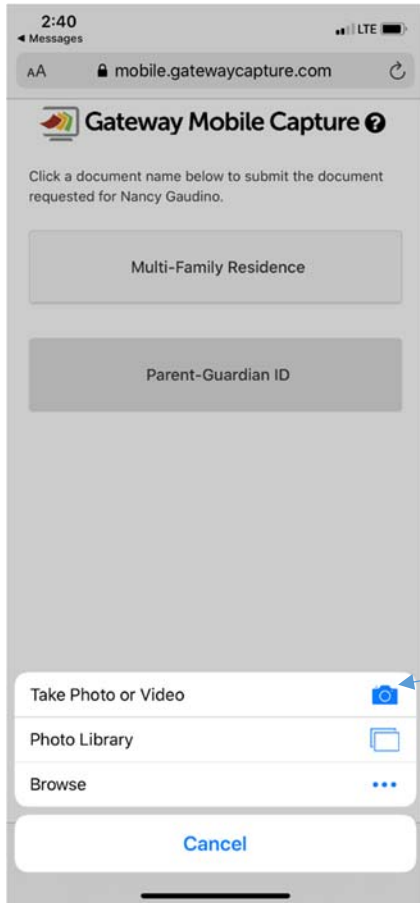 2:40
Messages
LTE
AA mobile.gatewaycapture.com
Gateway Mobile Capture ?
Click a document name below to submit the document
requested for Nancy Gaudino.
Multi-Family Residence
Parent-Guardian ID
Take Photo or Video
Photo Library
Browse
Cancel